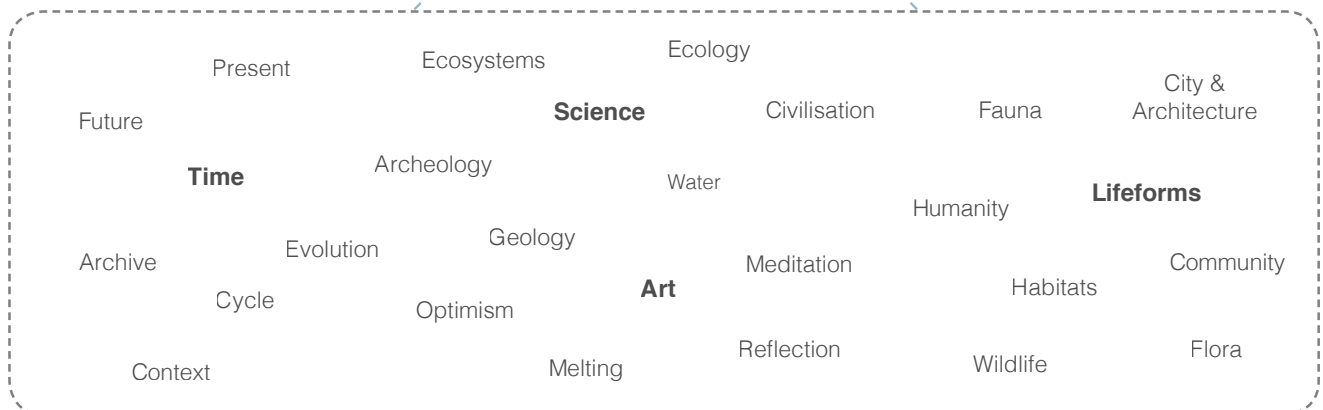 Ecology
Ecosystems
Present
City &
Architecture
Science
Civilisation
Fauna
Future
Archeology
Time
Water
Lifeforms
Humanity
Geology
Evolution
Archive
Meditation
Community
Habitats
Art
Cycle
Optimism
Reflection
Flora
Wildlife
Melting
Context